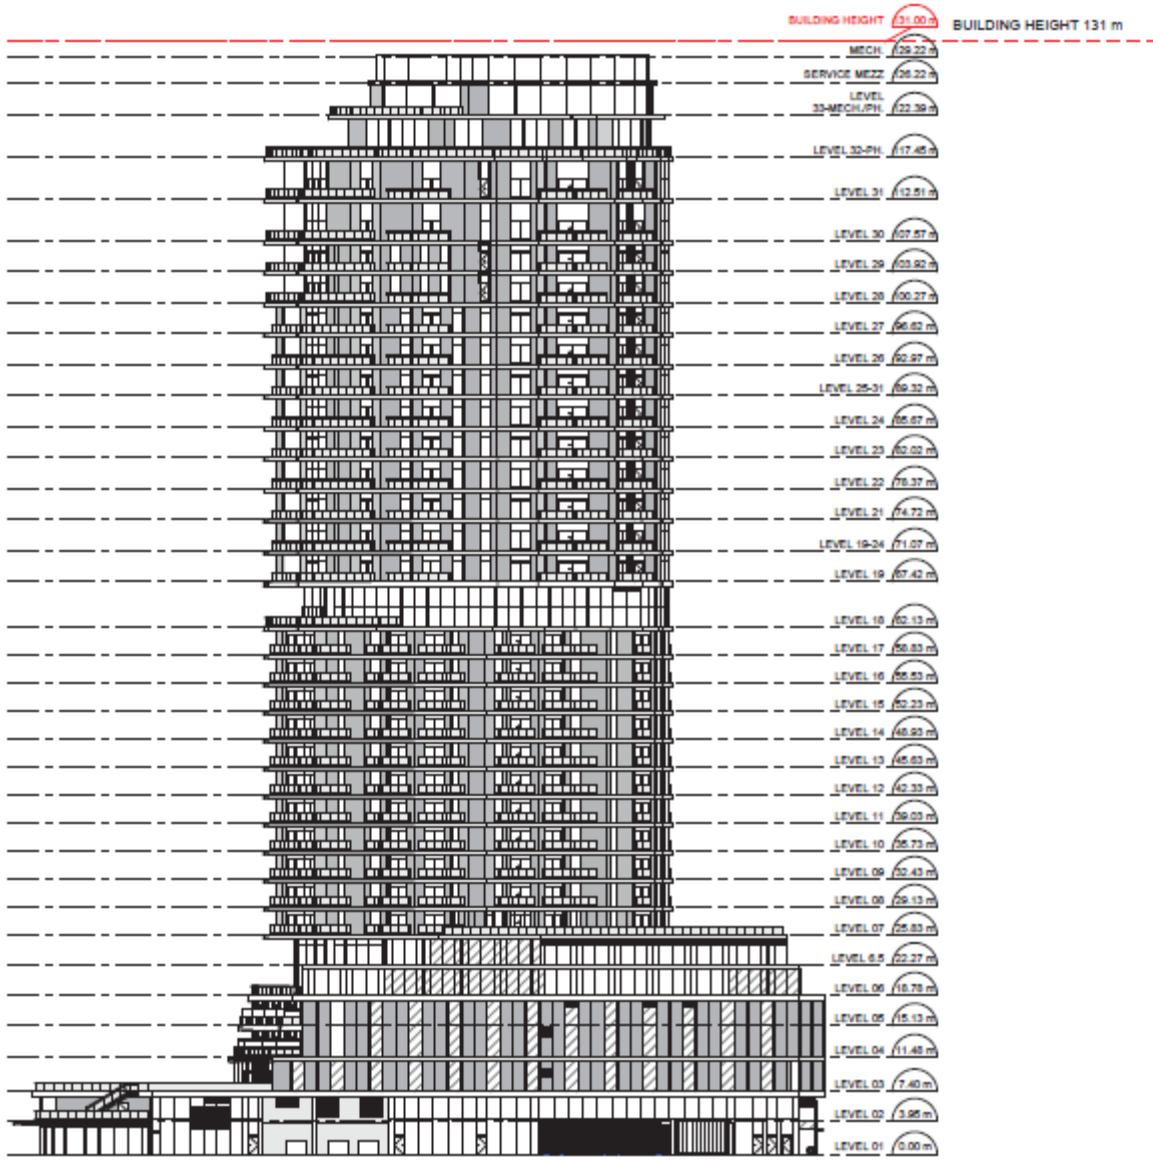 BUILDING HEIGHT 131.00 m BUILDING HEIGHT 131 m
MECH. 129.22 m
SERVICE MEZZ 126.22 m
LEVEL
33-MECH./PH. 122.39 m
LEVEL 32-PH. 117.45 m
LEVEL 31 112.51 m
LEVEL 30 107.57 m
LEVEL 29 103.92 m
LEVEL 28 100.27 m
LEVEL 27 96.62 m
LEVEL 26 92.97 m
LEVEL 25-31 89.32 m
LEVEL 24 85.67 m
LEVEL 23 82.02 m
LEVEL 22 78.37 m
LEVEL 21 74.72 m
LEVEL 19-24 71.07 m
LEVEL 19 67.42 m
LEVEL 18 62.13 m
LEVEL 17 58.83 m
LEVEL 16 55.53 m
LEVEL 15 52.23 m
LEVEL 14 48.93 m
LEVEL 13 45.63 m
LEVEL 12 42.33 m
LEVEL 11 39.03 m
LEVEL 10 35.73 m
LEVEL 09 32.43 m
LEVEL 08 29.13 m
LEVEL 07 25.83 m
LEVEL 6.5 22.27 m
LEVEL 06 18.78 m
LEVEL 05 15.13 m
LEVEL 04 11.48 m
LEVEL 03 7.40 m
LEVEL 02 3.95 m
LEVEL 01 0.00 m